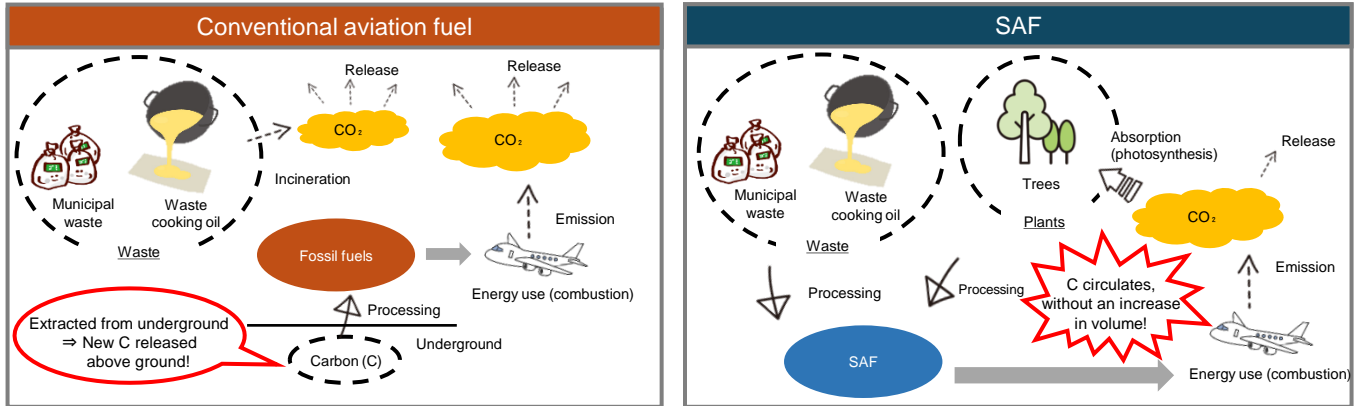 Conventional aviation fuel
Release
Release
CO₂
CO₂
Incineration
Municipal
waste
Waste
cooking oil
Waste
Emission
Fossil fuels
Energy use (combustion)
Processing
Extracted from underground
⇒ New C released
above ground!
Underground
Carbon (C)
SAF
Municipal
waste
Waste
cooking oil
Waste
Trees
Plants
Absorption
(photosynthesis)
Release
CO₂
Processing
Processing
C circulates,
without an increase
in volume!
Emission
SAF
Energy use (combustion)